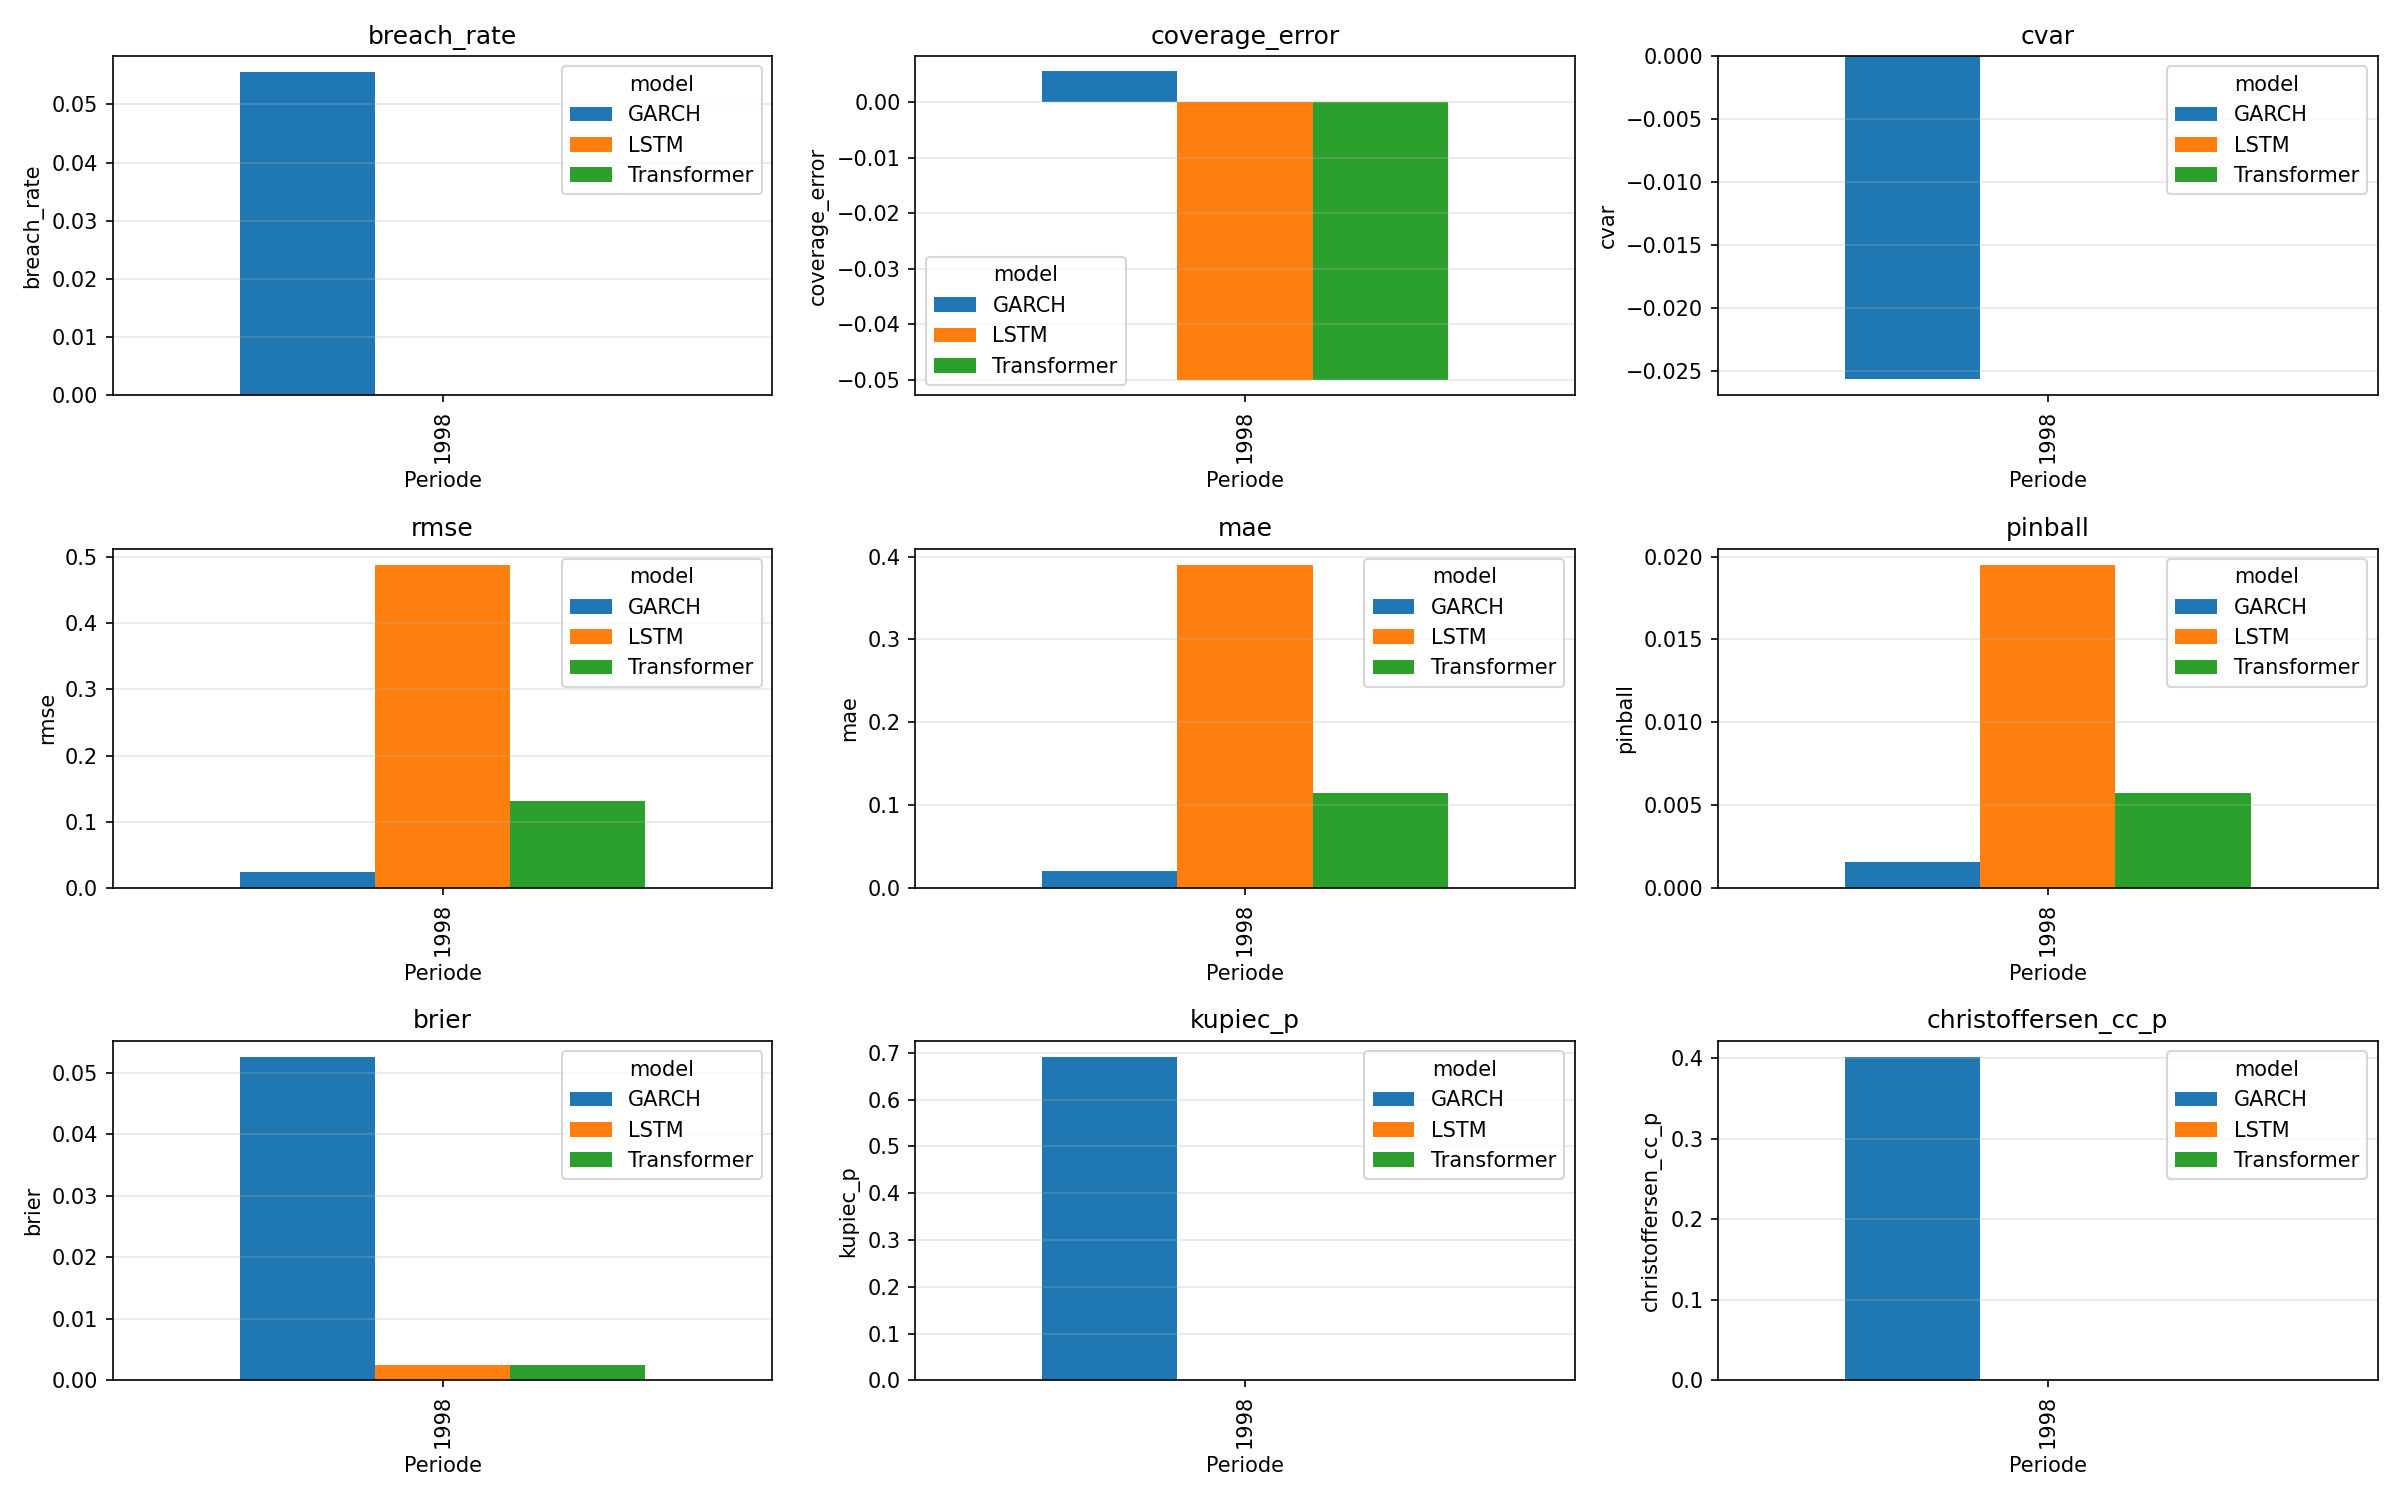 breach_rate
breach_rate
0.05
0.04
0.03
0.02
0.01
0.00
model
GARCH
LSTM
Transformer
1998
Periode
coverage_error
coverage_error
0.00
−0.01
−0.02
−0.03
−0.04
−0.05
model
GARCH
LSTM
Transformer
1998
Periode
cvar
cvar
0.000
−0.005
−0.010
−0.015
−0.020
−0.025
model
GARCH
LSTM
Transformer
1998
Periode
rmse
rmse
0.5
0.4
0.3
0.2
0.1
0.0
model
GARCH
LSTM
Transformer
1998
Periode
mae
mae
0.4
0.3
0.2
0.1
0.0
model
GARCH
LSTM
Transformer
1998
Periode
pinball
pinball
0.020
0.015
0.010
0.005
0.000
model
GARCH
LSTM
Transformer
1998
Periode
brier
brier
0.05
0.04
0.03
0.02
0.01
0.00
model
GARCH
LSTM
Transformer
1998
Periode
kupiec_p
kupiec_p
0.7
0.6
0.5
0.4
0.3
0.2
0.1
0.0
model
GARCH
LSTM
Transformer
1998
Periode
christoffersen_cc_p
christoffersen_cc_p
0.4
0.3
0.2
0.1
0.0
model
GARCH
LSTM
Transformer
1998
Periode